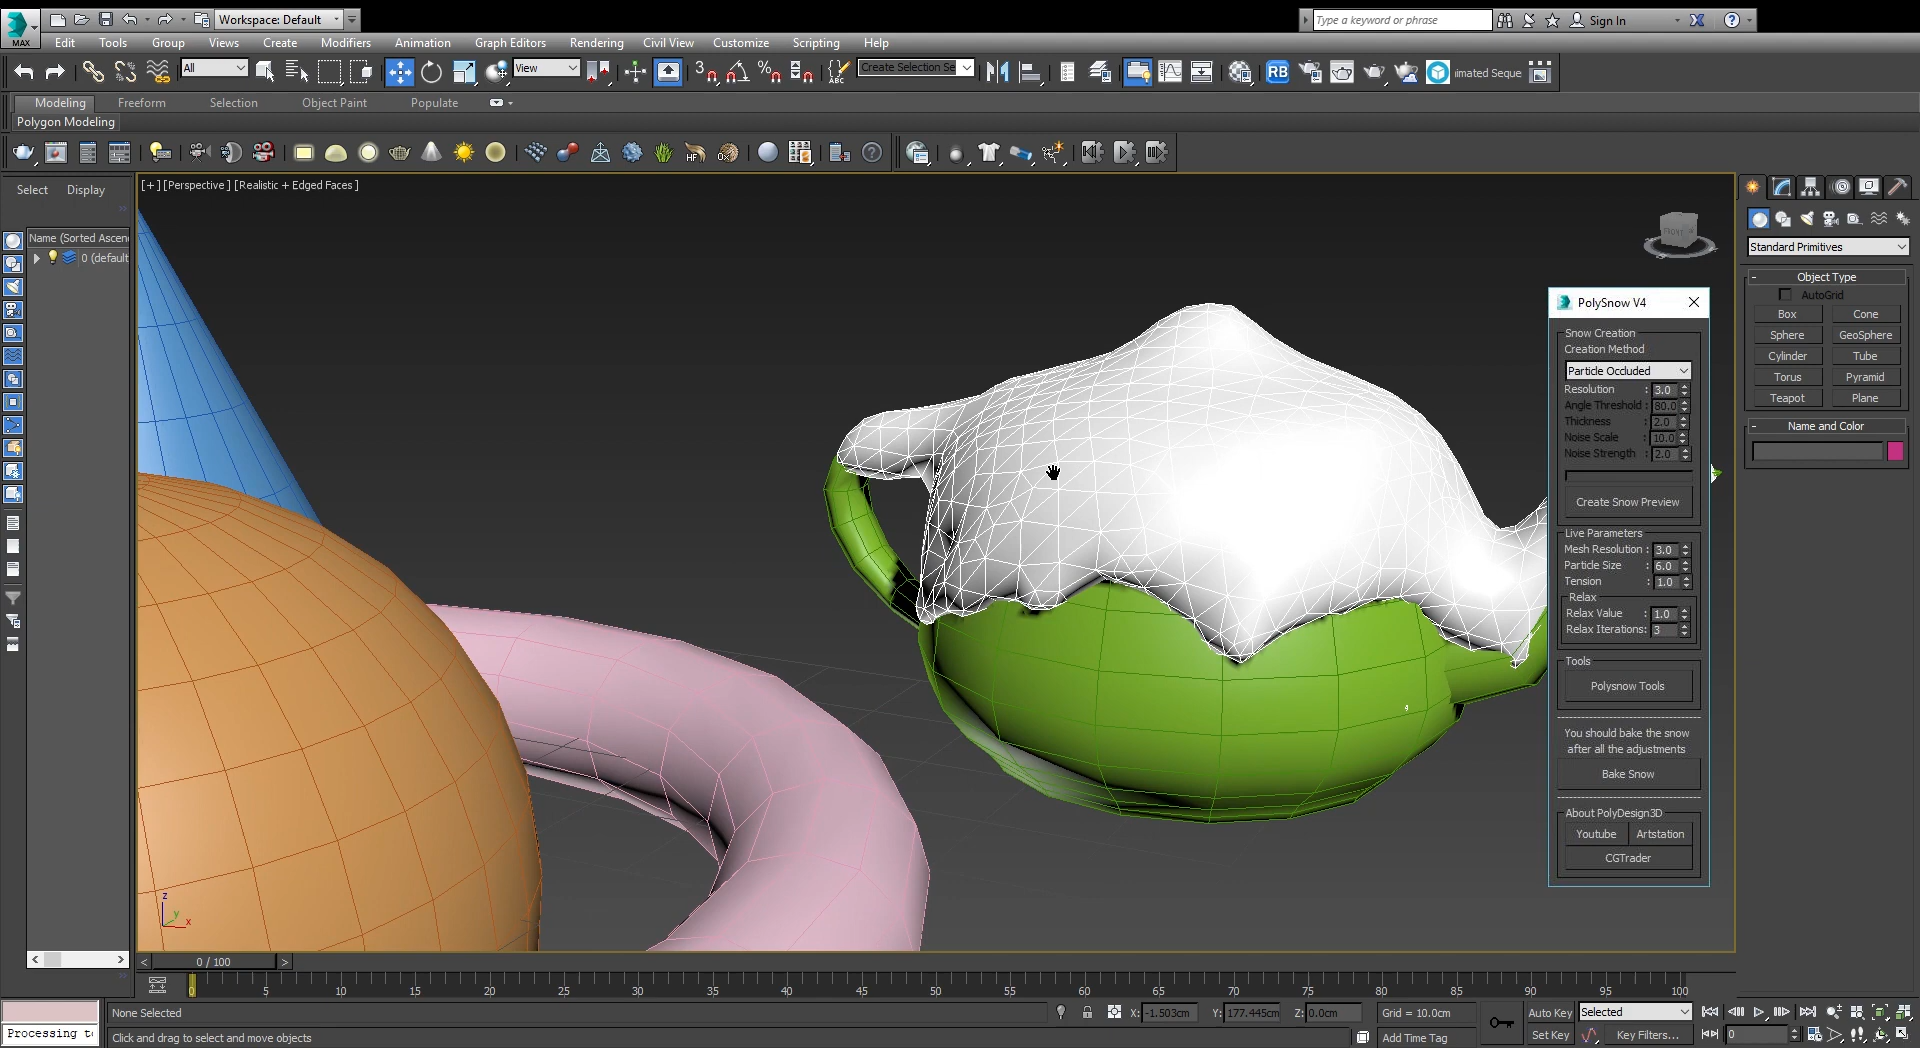 Workspace: Default
Type a keyword or phrase
Sign In
MAX
Edit Tools Group Views Create Modifiers Animation Graph Editors Rendering Civil View Customize Scripting Help
All
View
3
ABC
Create Selection Se
RB
imated Seque
Modeling Freeform Selection Object Paint Populate
Polygon Modeling
HF
Select Display
[+] [Perspective] [Realistic + Edged Faces]
FRONT
Name (Sorted Ascen
0 (default
Standard Primitives
Object Type
AutoGrid
Box Cone
Sphere GeoSphere
Cylinder Tube
Torus Pyramid
Teapot Plane
Name and Color
PolySnow V4
Snow Creation
Creation Method
Particle Occluded
Resolution : 3.0
Angle Threshold : 80.0
Thickness : 2.0
Noise Scale : 10.0
Noise Strength : 2.0
Create Snow Preview
Live Parameters
Mesh Resolution : 3.0
Particle Size : 6.0
Tension : 1.0
Relax
Relax Value : 1.0
Relax Iterations: 3
Tools
Polysnow Tools
You should bake the snow
after all the adjustments
Bake Snow
About PolyDesign3D
Youtube Artstation
CGTrader
z
y
x
< 0 / 100 >
0 5 10 15 20 25 30 35 40 45 50 55 60 65 70 75 80 85 90 95 100
None Selected
X: -1.503cm Y: 177.445cm Z: 0.0cm
Grid = 10.0cm
Auto Key Selected
Processing t
Click and drag to select and move objects
Add Time Tag
Set Key Key Filters...
0